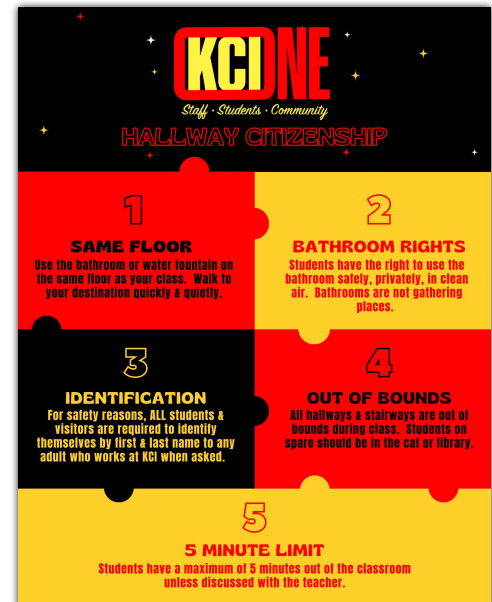 KCI ONE
Staff · Students · Community
HALLWAY CITIZENSHIP
1
SAME FLOOR
Use the bathroom or water fountain on
the same floor as your class. Walk to
your destination quickly & quietly.
2
BATHROOM RIGHTS
Students have the right to use the
bathroom safely, privately, in clean
air. Bathrooms are not gathering
places.
3
IDENTIFICATION
For safety reasons, ALL students &
visitors are required to identify
themselves by first & last name to any
adult who works at KCI when asked.
4
OUT OF BOUNDS
All hallways & stairways are out of
bounds during class. Students on
spare should be in the caf or library.
5
5 MINUTE LIMIT
Students have a maximum of 5 minutes out of the classroom
unless discussed with the teacher.